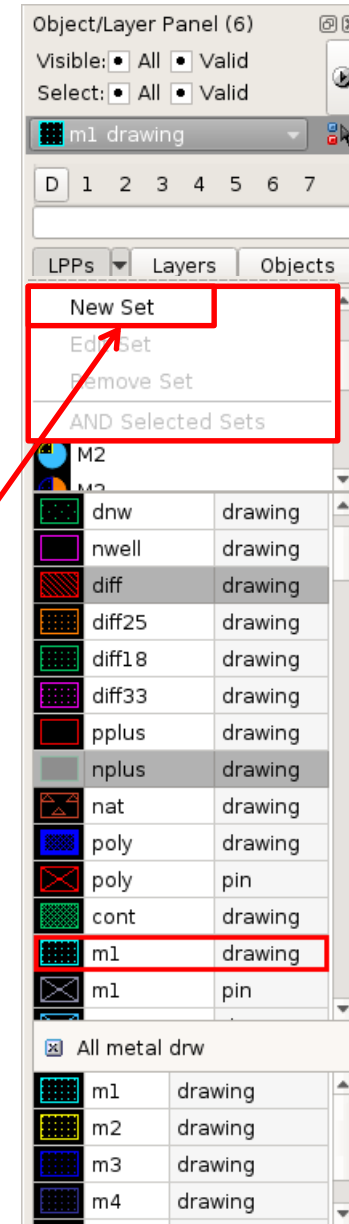 Object/Layer Panel (6)
Visible: All Valid
Select: All Valid
m1 drawing
D 1 2 3 4 5 6 7
LPPs Layers Objects
New Set
Edit Set
Remove Set
AND Selected Sets
M2
M3
dnw drawing
nwell drawing
diff drawing
diff25 drawing
diff18 drawing
diff33 drawing
pplus drawing
nplus drawing
nat drawing
poly drawing
poly pin
cont drawing
m1 drawing
m1 pin
All metal drw
m1 drawing
m2 drawing
m3 drawing
m4 drawing